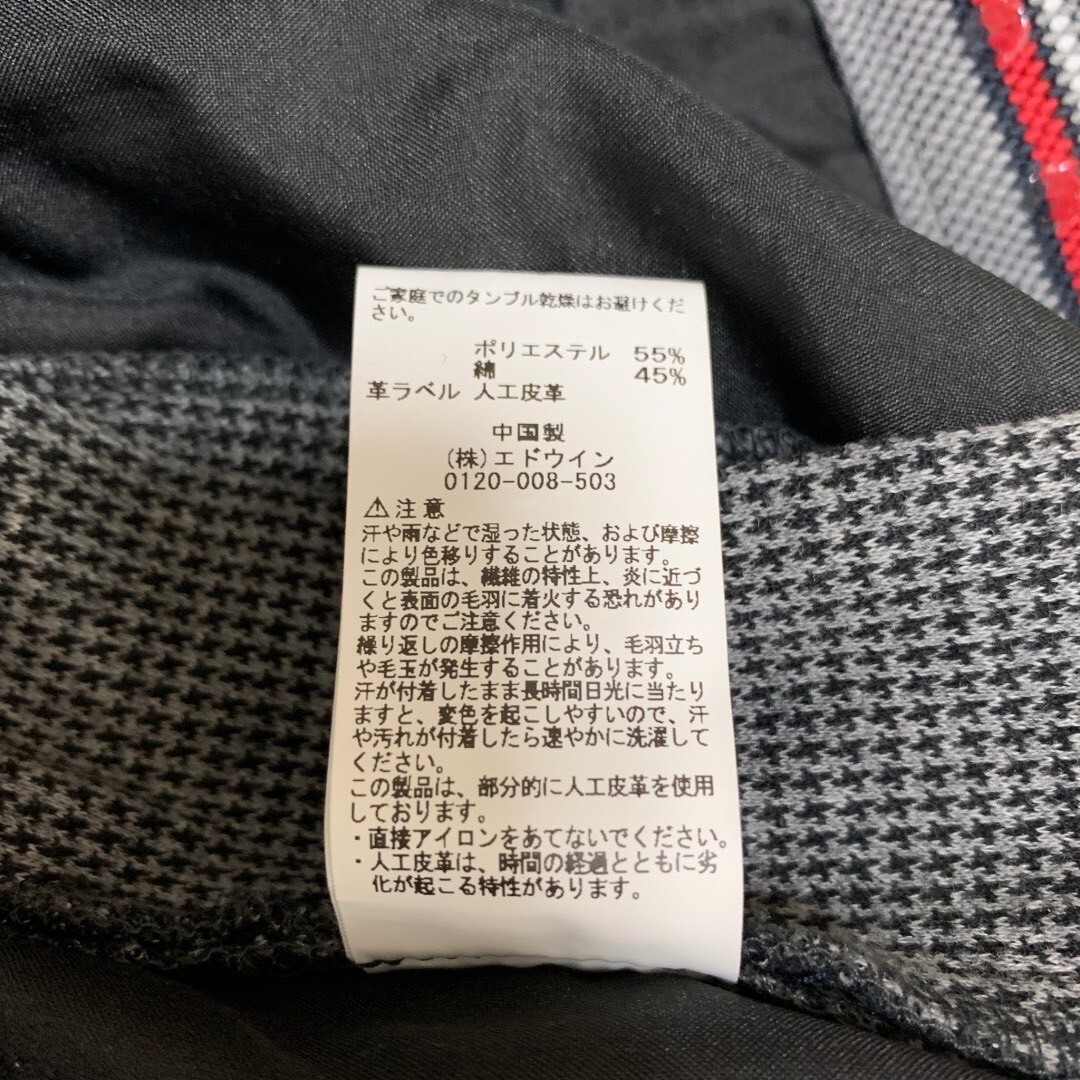 ご家庭でのタンブル乾燥はお避けくだ
さい。
ポリエステル 55%
綿 45%
革ラベル 人工皮革
中国製
(株)エドウイン
0120-008-503
⚠注意
汗や雨などで湿った状態、および摩擦
により色移りすることがあります。
この製品は、繊維の特性上、炎に近づ
くと表面の毛羽に着火する恐れがあり
ますのでご注意ください。
繰り返しの摩擦作用により、毛羽立ち
や毛玉が発生することがあります。
汗が付着したまま長時間日光に当たり
ますと、変色を起こしやすいので、汗
や汚れが付着したら速やかに洗濯して
ください。
この製品は、部分的に人工皮革を使用
しております。
・直接アイロンをあてないでください。
・人工皮革は、時間の経過とともに劣
化が起こる特性があります。